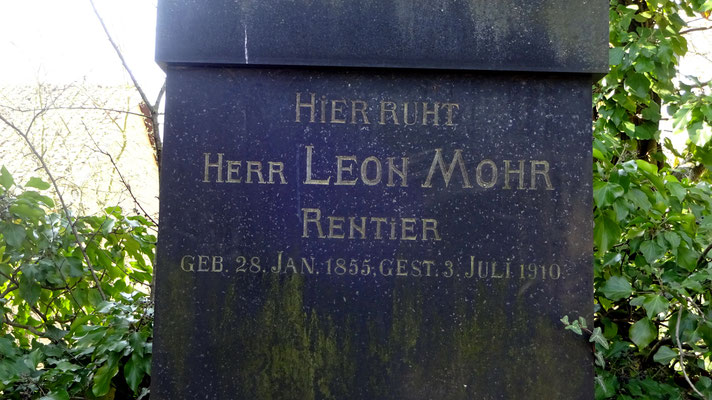 HIER RUHT
HERR LEON MOHR
RENTIER
GEB. 28. JAN. 1855. GEST. 3. JULI 1910.